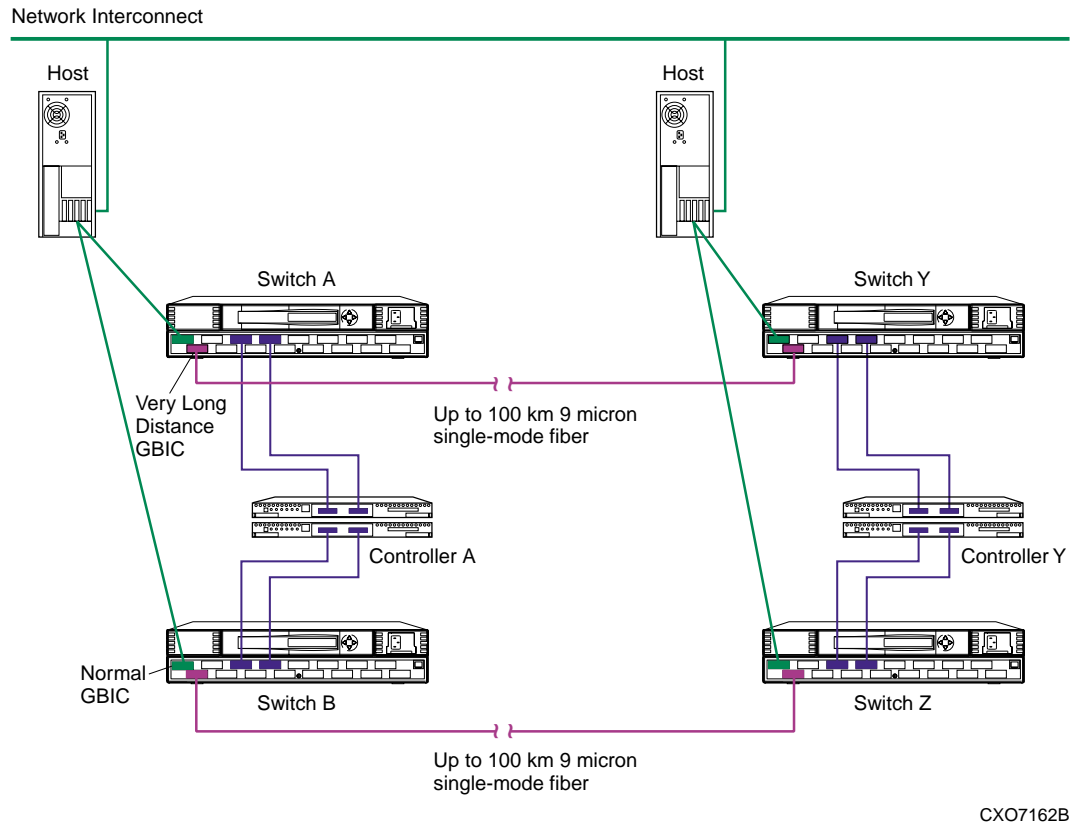 Network Interconnect
Host
Host
Switch A
Switch Y
Very Long
Distance
GBIC
Up to 100 km 9 micron
single-mode fiber
Controller A
Controller Y
Normal
GBIC
Switch B
Switch Z
Up to 100 km 9 micron
single-mode fiber
CXO7162B